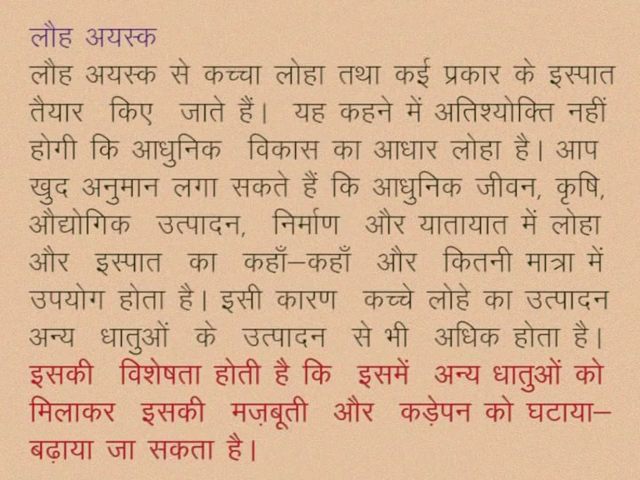 लौह अयस्क
लौह अयस्क से कच्चा लोहा तथा कई प्रकार के इस्पात
तैयार किए जाते हैं। यह कहने में अतिश्योक्ति नहीं
होगी कि आधुनिक विकास का आधार लोहा है। आप
खुद अनुमान लगा सकते हैं कि आधुनिक जीवन, कृषि,
औद्योगिक उत्पादन, निर्माण और यातायात में लोहा
और इस्पात का कहाँ–कहाँ और कितनी मात्रा में
उपयोग होता है। इसी कारण कच्चे लोहे का उत्पादन
अन्य धातुओं के उत्पादन से भी अधिक होता है।
इसकी विशेषता होती है कि इसमें अन्य धातुओं को
मिलाकर इसकी मज़बूती और कड़ेपन को घटाया–
बढ़ाया जा सकता है।